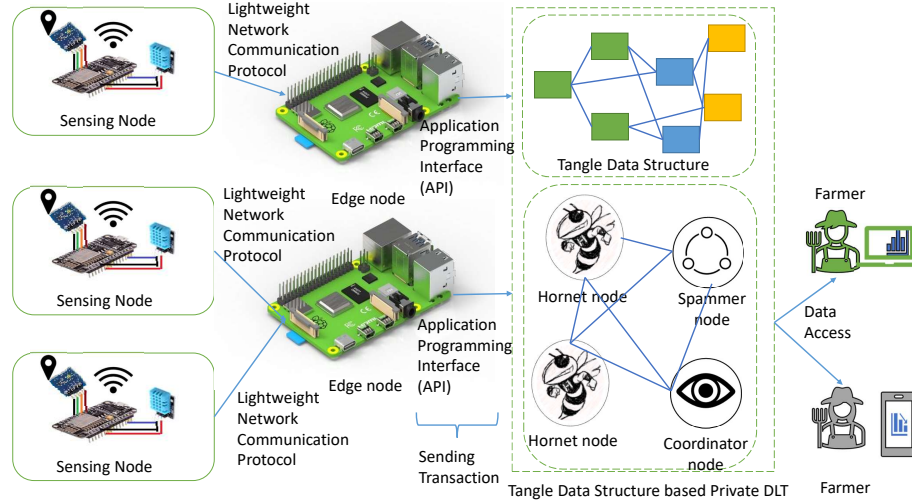 Lightweight
Network
Communication
Protocol
Sensing Node
Edge node
Application
Programming
Interface
(API)
Tangle Data Structure
Lightweight
Network
Communication
Protocol
Sensing Node
Edge node
Application
Programming
Interface
(API)
Hornet node
Spammer
node
Hornet node
Coordinator
node
Sensing Node
Lightweight
Network
Communication
Protocol
Sending
Transaction
Tangle Data Structure based Private DLT
Farmer
Data
Access
Farmer